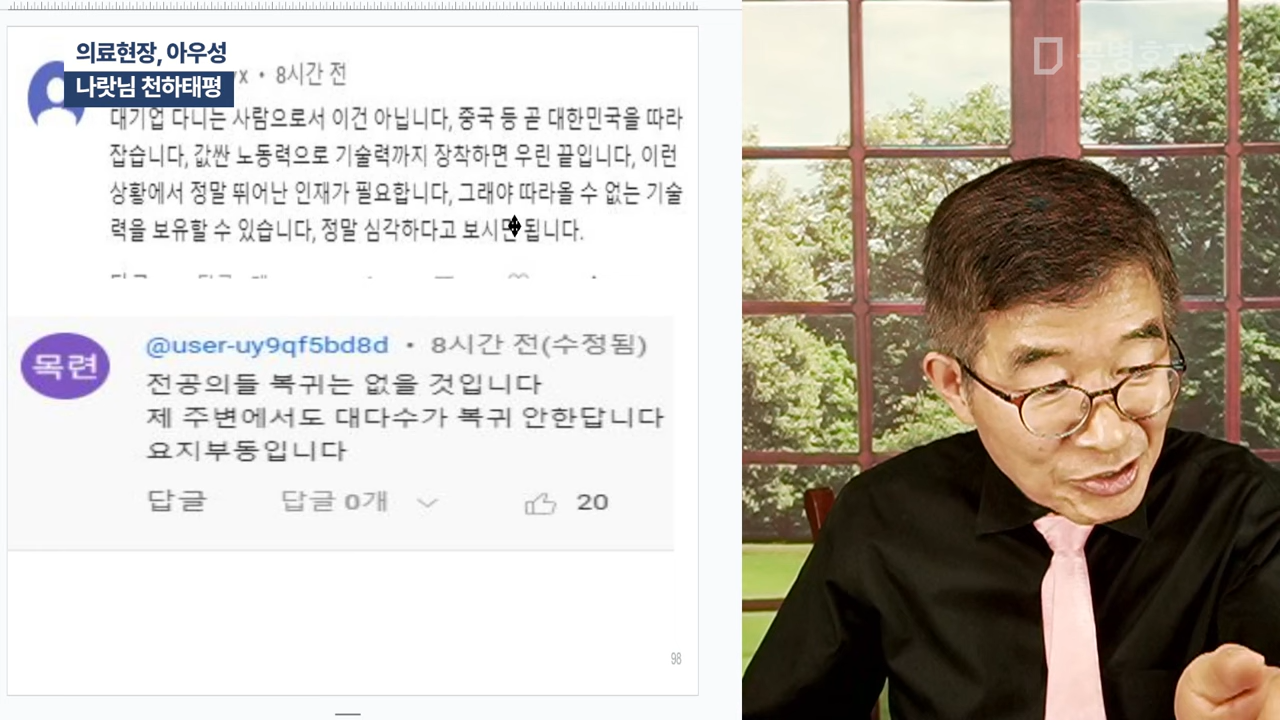 의료현장, 아우성
나랏님 천하태평
x • 8시간 전
대기업 다니는 사람으로서 이건 아닙니다, 중국 등 곧 대한민국을 따라
잡습니다, 값싼 노동력으로 기술력까지 장착하면 우린 끝입니다, 이런
상황에서 정말 뛰어난 인재가 필요합니다, 그래야 따라올 수 없는 기술
력을 보유할 수 있습니다, 정말 심각하다고 보시면 됩니다.
목련
@user-uy9qf5bd8d • 8시간 전(수정됨)
전공의들 복귀는 없을 것입니다
제 주변에서도 대다수가 복귀 안한답니다
요지부동입니다
답글 답글 0개 20
98
공병호TV